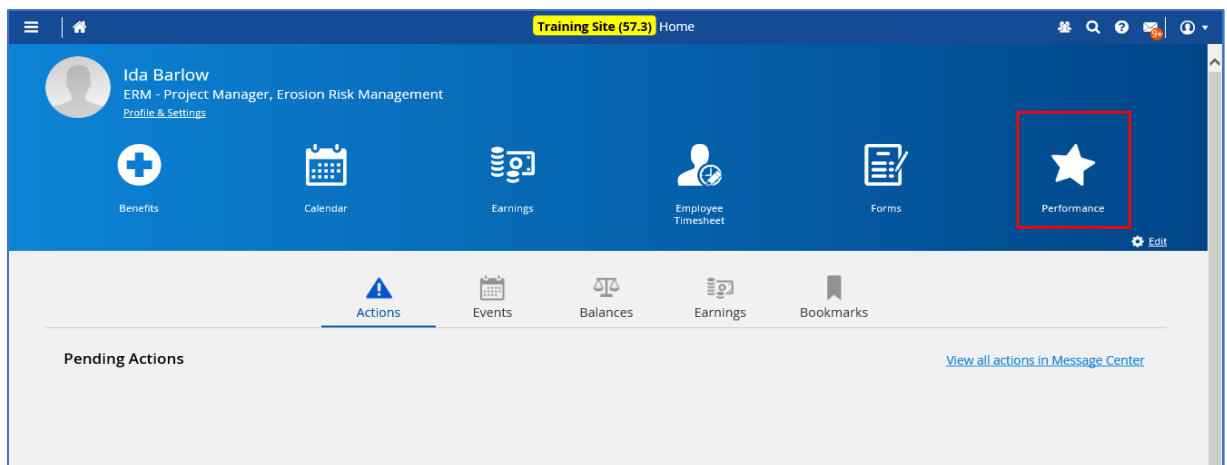 Training Site (57.3) Home
9+
Ida Barlow
ERM - Project Manager, Erosion Risk Management
Profile & Settings
Benefits
Calendar
Earnings
Employee
Timesheet
Forms
Performance
Edit
Actions
Events
Balances
Earnings
Bookmarks
Pending Actions
View all actions in Message Center